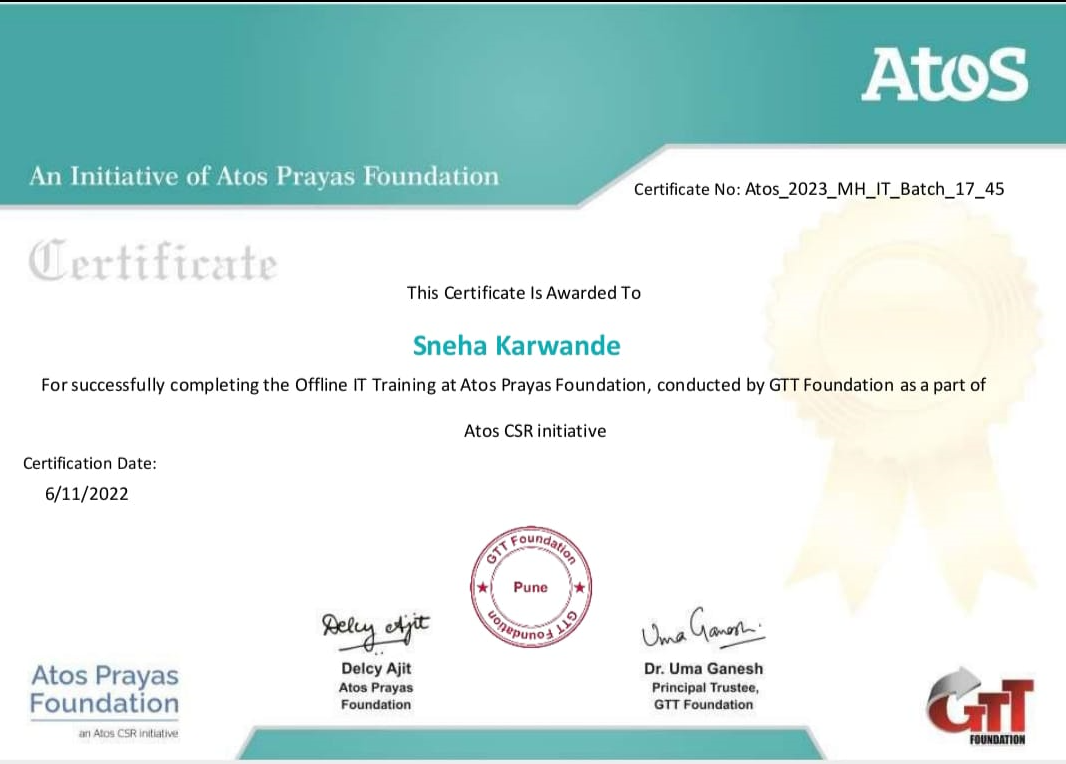 Atos
An Initiative of Atos Prayas Foundation
Certificate No: Atos_2023_MH_IT_Batch_17_45
Certificate
This Certificate Is Awarded To
Sneha Karwande
For successfully completing the Offline IT Training at Atos Prayas Foundation, conducted by GTT Foundation as a part of
Atos CSR initiative
Certification Date:
6/11/2022
GTT Foundation
Pune
GTT Foundation
Delcy Ajit
Uma Ganesh.
Delcy Ajit
Atos Prayas
Foundation
Dr. Uma Ganesh
Principal Trustee,
GTT Foundation
Atos Prayas
Foundation
an Atos CSR initiative
GTT
FOUNDATION